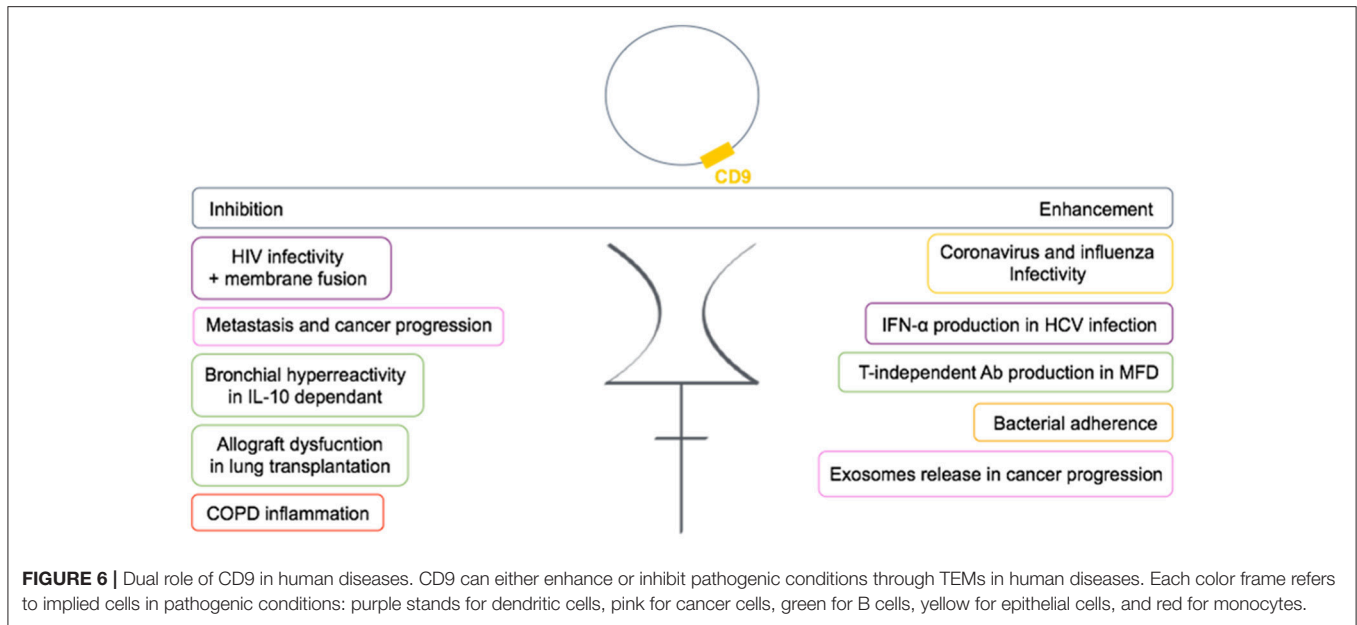 CD9
Inhibition
Enhancement
HIV infectivity
+ membrane fusion
Metastasis and cancer progression
Bronchial hyperreactivity
in IL-10 dependant
Allograft dysfucntion
in lung transplantation
COPD inflammation
Coronavirus and influenza
Infectivity
IFN-α production in HCV infection
T-independent Ab production in MFD
Bacterial adherence
Exosomes release in cancer progression
FIGURE 6 | Dual role of CD9 in human diseases. CD9 can either enhance or inhibit pathogenic conditions through TEMs in human diseases. Each color frame refers
to implied cells in pathogenic conditions: purple stands for dendritic cells, pink for cancer cells, green for B cells, yellow for epithelial cells, and red for monocytes.